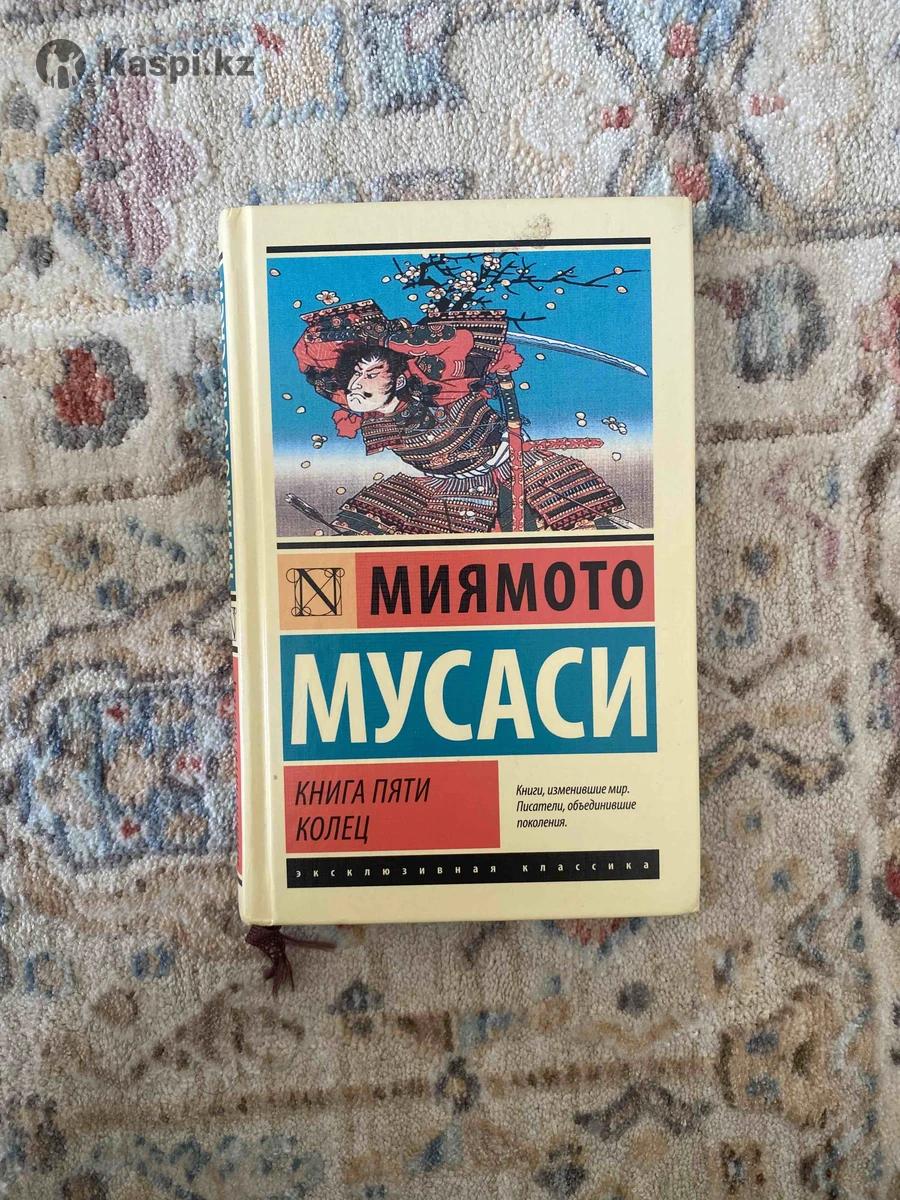 Kaspi.kz
N
МИЯМОТО
МУСАСИ
КНИГА ПЯТИ
КОЛЕЦ
Книги, изменившие мир.
Писатели, объединившие
поколения.
эксклюзивная классика